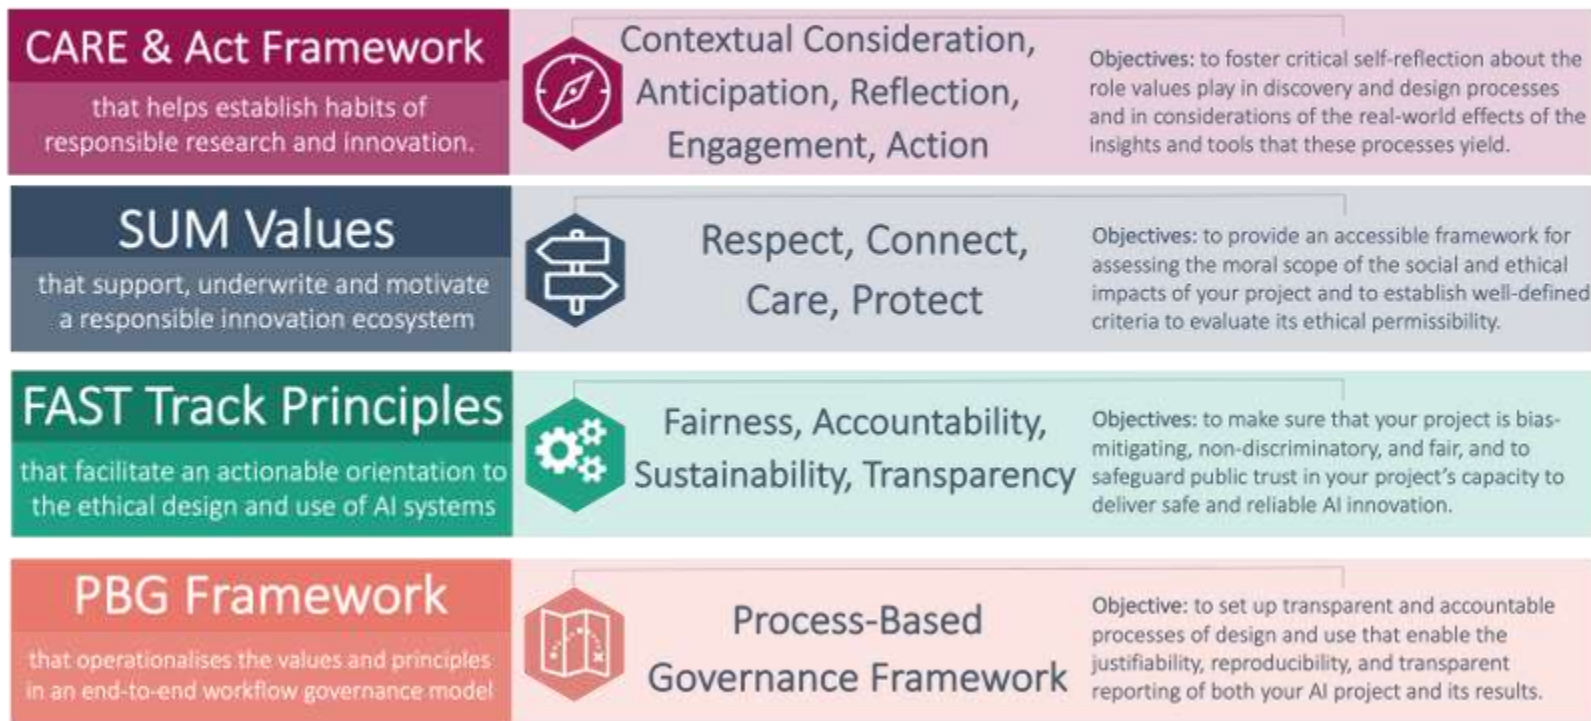 CARE & Act Framework
that helps establish habits of
responsible research and innovation.
Contextual Consideration,
Anticipation, Reflection,
Engagement, Action
Objectives: to foster critical self-reflection about the
role values play in discovery and design processes
and in considerations of the real-world effects of the
insights and tools that these processes yield.
SUM Values
that support, underwrite and motivate
a responsible innovation ecosystem
Respect, Connect,
Care, Protect
Objectives: to provide an accessible framework for
assessing the moral scope of the social and ethical
impacts of your project and to establish well-defined
criteria to evaluate its ethical permissibility.
FAST Track Principles
that facilitate an actionable orientation to
the ethical design and use of AI systems
Fairness, Accountability,
Sustainability, Transparency
Objectives: to make sure that your project is bias-
mitigating, non-discriminatory, and fair, and to
safeguard public trust in your project's capacity to
deliver safe and reliable AI innovation.
PBG Framework
that operationalises the values and principles
in an end-to-end workflow governance model
Process-Based
Governance Framework
Objective: to set up transparent and accountable
processes of design and use that enable the
justifiability, reproducibility, and transparent
reporting of both your AI project and its results.